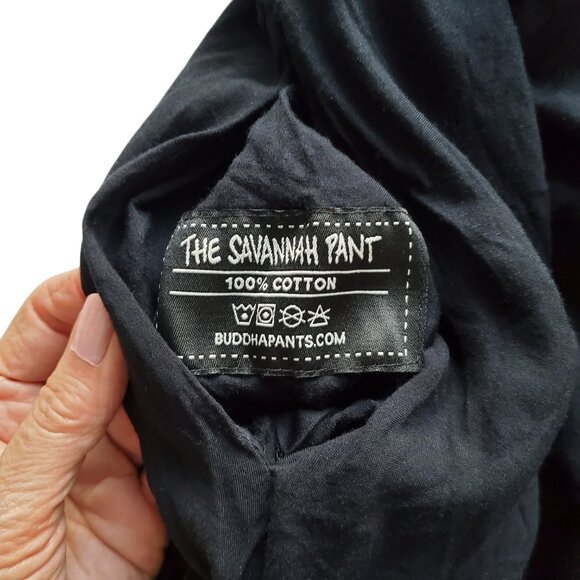 THE SAVANNAH PANT
100% COTTON
BUDDHAPANTS.COM